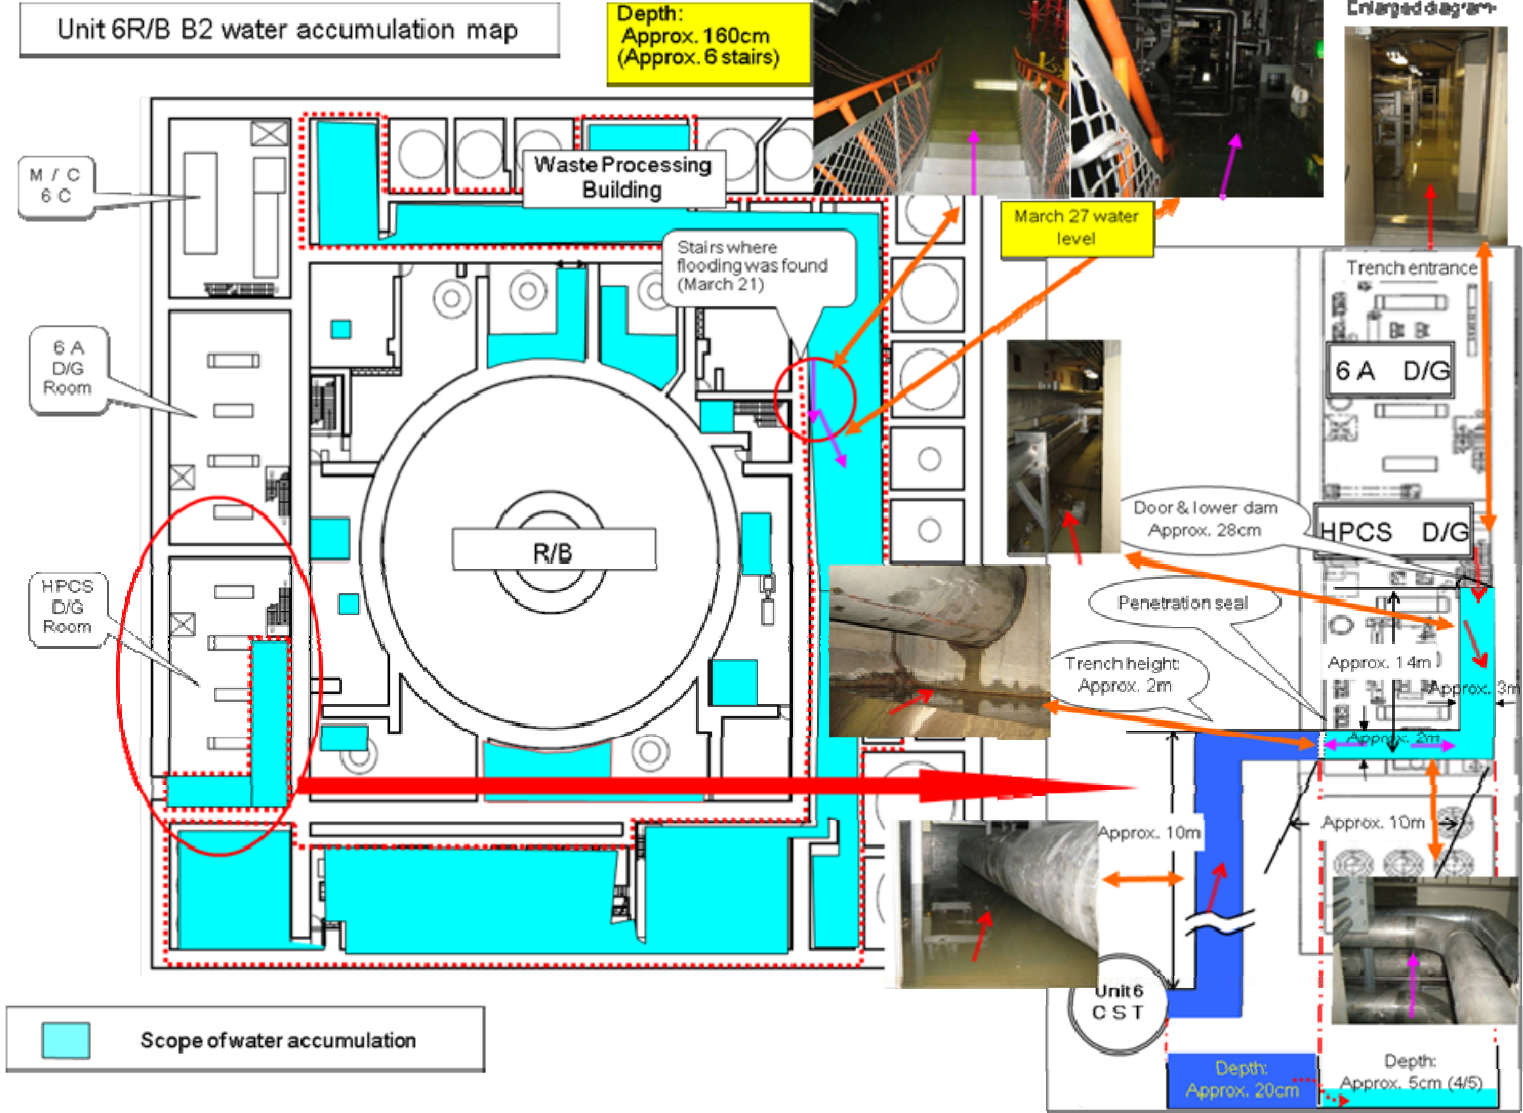 Unit 6R/B B2 water accumulation map
Depth:
Approx. 160cm
(Approx. 6 stairs)
Enlarged diagram
M / C
6 C
Waste Processing
Building
March 27 water
level
Stairs where
flooding was found
(March 21)
Trench entrance
6 A
D/G
Room
6 A D/G
Door & lower dam
Approx. 28cm
HPCS D/G
R/B
HPCS
D/G
Room
Penetration seal
Trench height:
Approx. 2m
Approx. 14m
Approx. 3m
Approx. 2m
Approx. 10m
Approx. 10m
Unit 6
C S T
Scope of water accumulation
Depth:
Approx. 20cm
Depth:
Approx. 5cm (4/5)